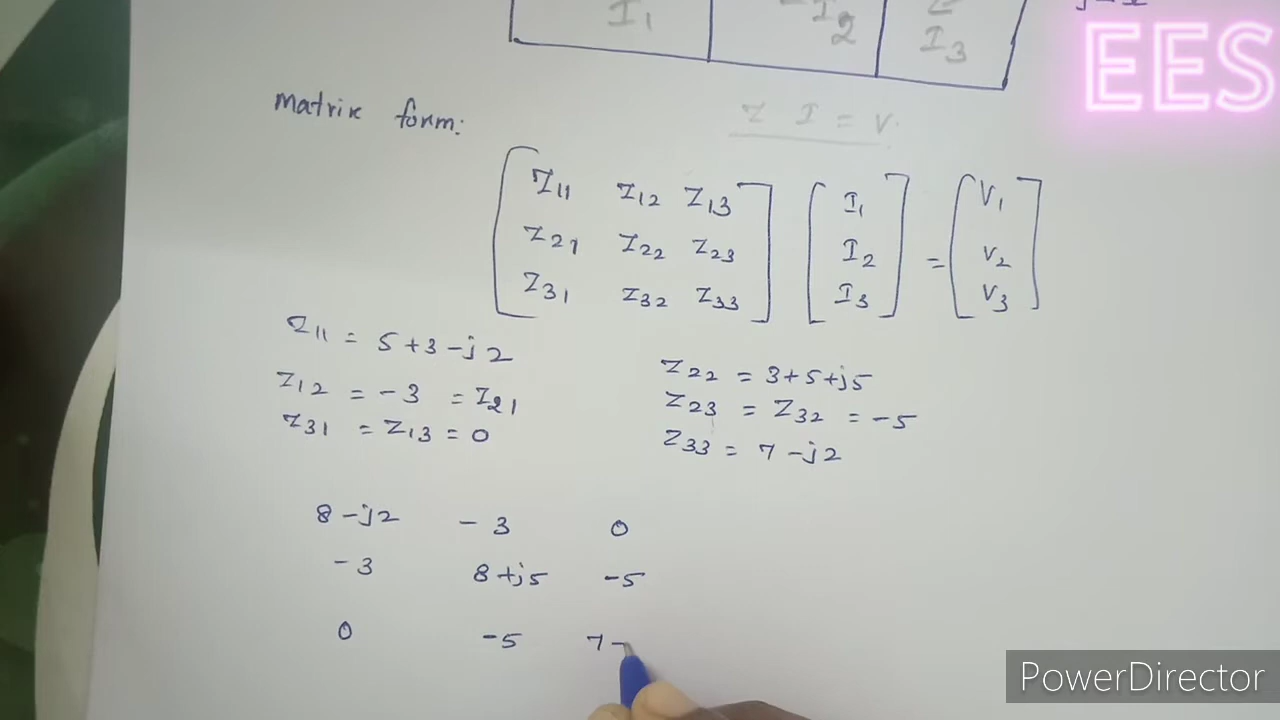 I1 I2 I3
EES
matrix form:
Z I = V.
Z11 Z12 Z13 I1 V1
Z21 Z22 Z23 I2 = V2
Z31 Z32 Z33 I3 V3
Z11 = 5+3-j2
Z12 = -3 = Z21
Z31 = Z13 = 0
Z22 = 3+5+j5
Z23 = Z32 = -5
Z33 = 7-j2
8-j2 -3 0
-3 8+j5 -5
0 -5 7-
PowerDirector